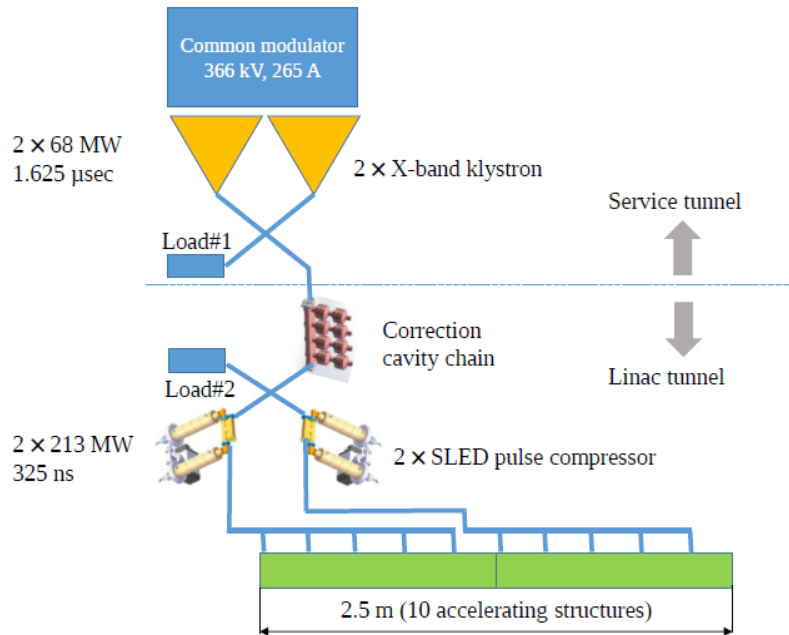 Common modulator
366 kV, 265 A
2 × 68 MW
1.625 μsec
2 × X-band klystron
Service tunnel
Load#1
Correction
cavity chain
Linac tunnel
Load#2
2 × 213 MW
325 ns
2 × SLED pulse compressor
2.5 m (10 accelerating structures)